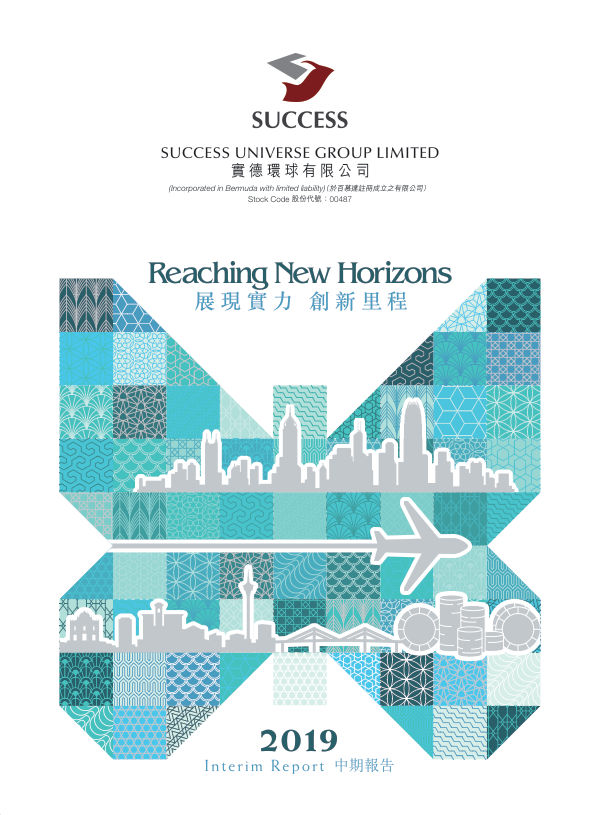 SUCCESS
SUCCESS UNIVERSE GROUP LIMITED
實德環球有限公司
(Incorporated in Bermuda with limited liability) (於百慕達註冊成立之有限公司)
Stock Code 股份代號：00487
Reaching New Horizons
展現實力 創新里程
2019
Interim Report 中期報告